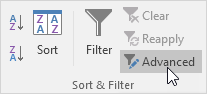 A
Z
Z
A
Z A
A Z
Sort
Filter
Clear
Reapply
Advanced
Sort & Filter